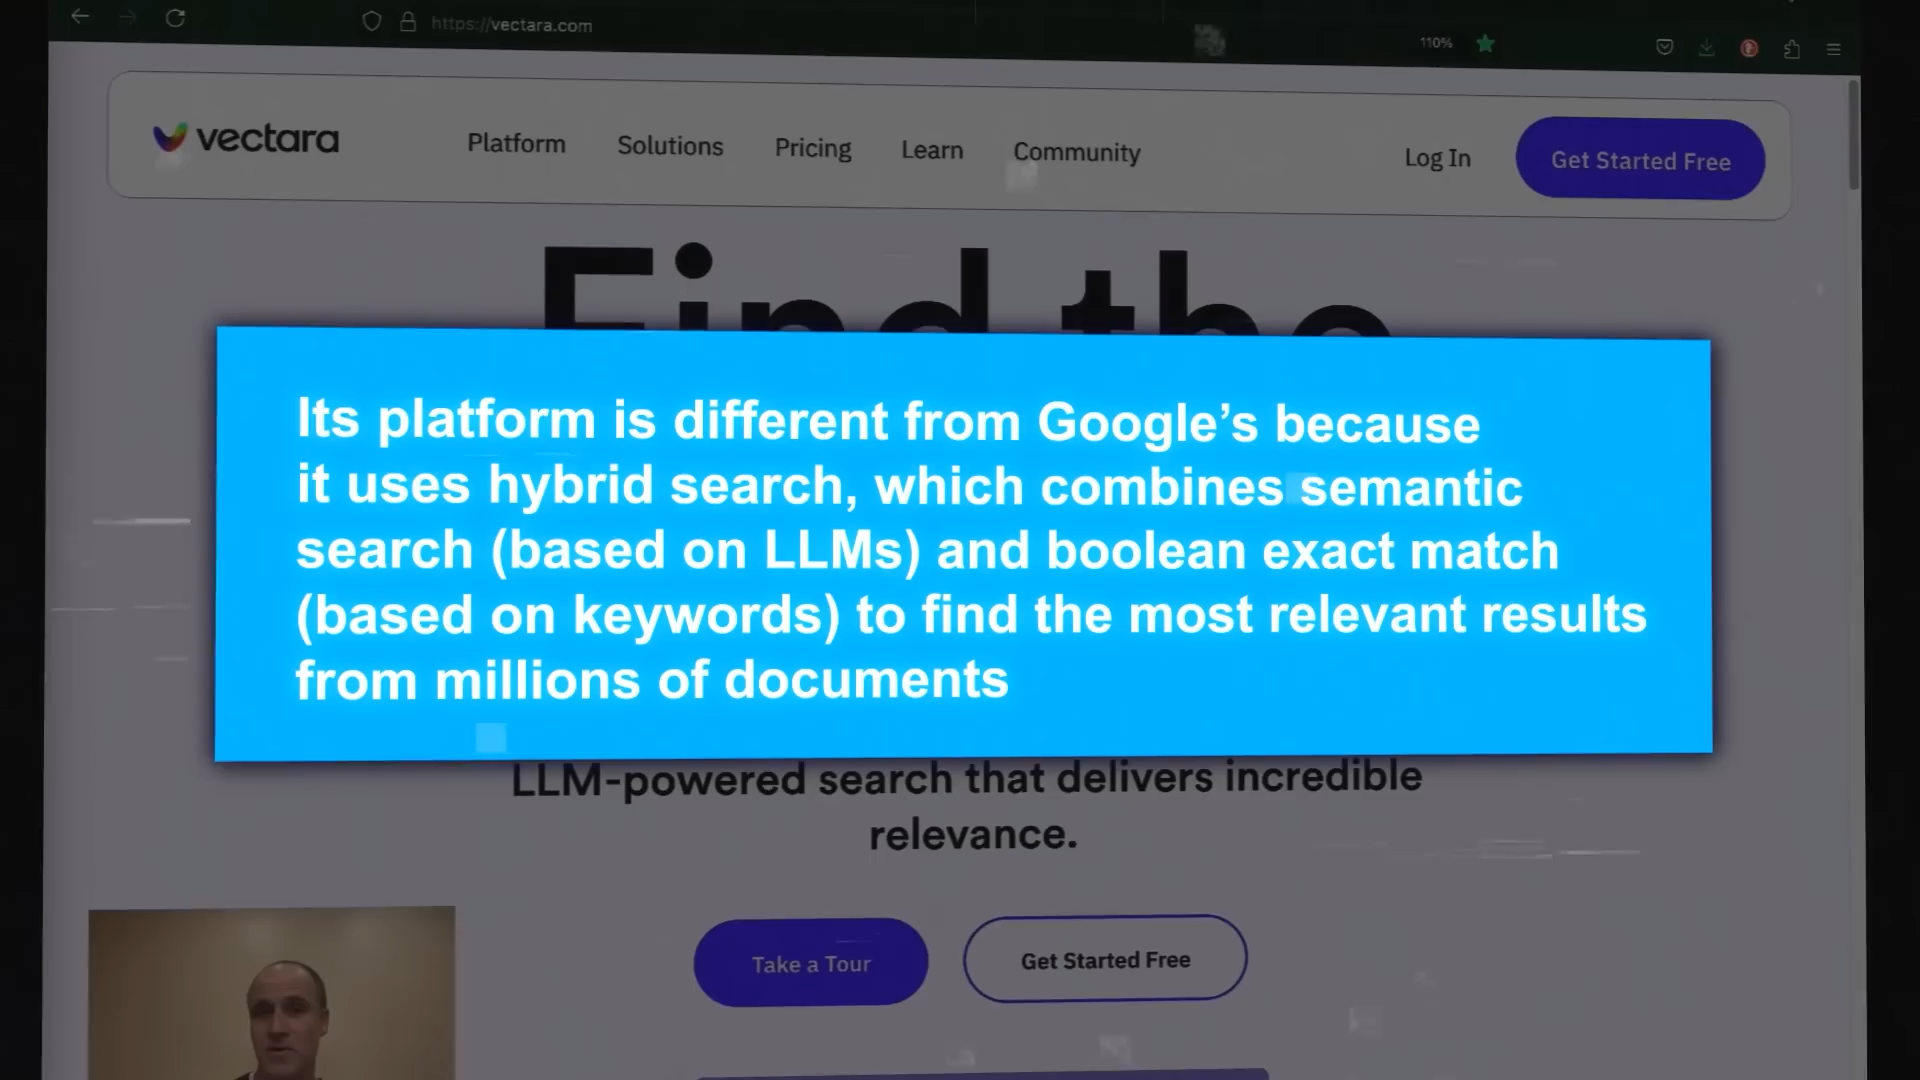 https://vectara.com
110%
vectara
Platform
Solutions
Pricing
Learn
Community
Log In
Get Started Free
Find the
Its platform is different from Google’s because
it uses hybrid search, which combines semantic
search (based on LLMs) and boolean exact match
(based on keywords) to find the most relevant results
from millions of documents
LLM-powered search that delivers incredible
relevance.
Take a Tour
Get Started Free